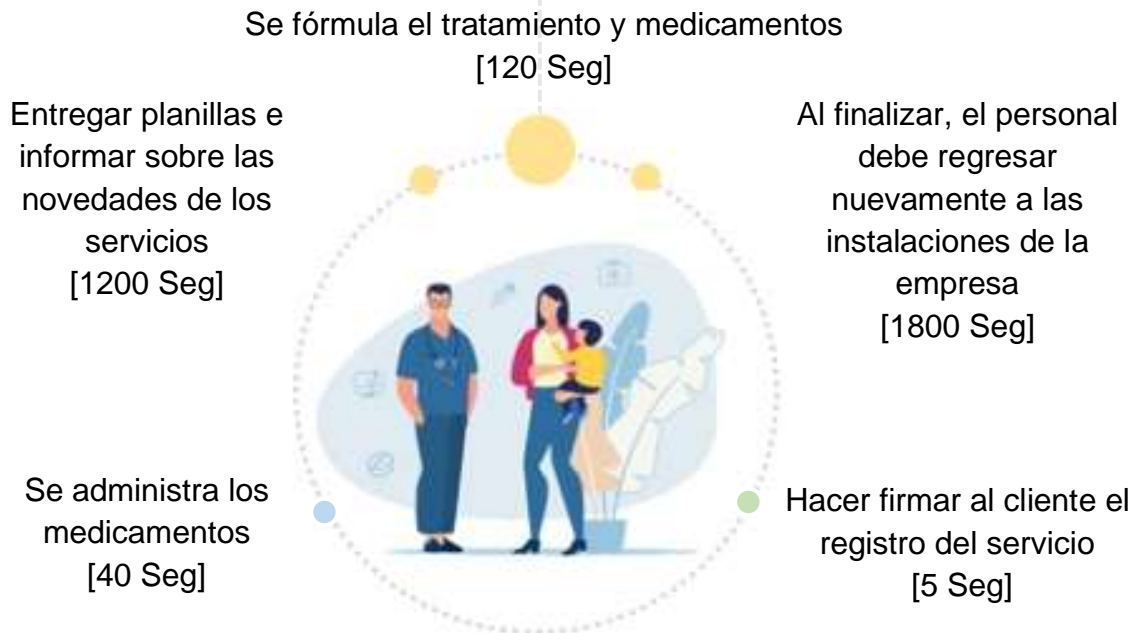 Se fórmula el tratamiento y medicamentos
[120 Seg]
Entregar planillas e
informar sobre las
novedades de los
servicios
[1200 Seg]
Al finalizar, el personal
debe regresar
nuevamente a las
instalaciones de la
empresa
[1800 Seg]
Se administra los
medicamentos
[40 Seg]
Hacer firmar al cliente el
registro del servicio
[5 Seg]